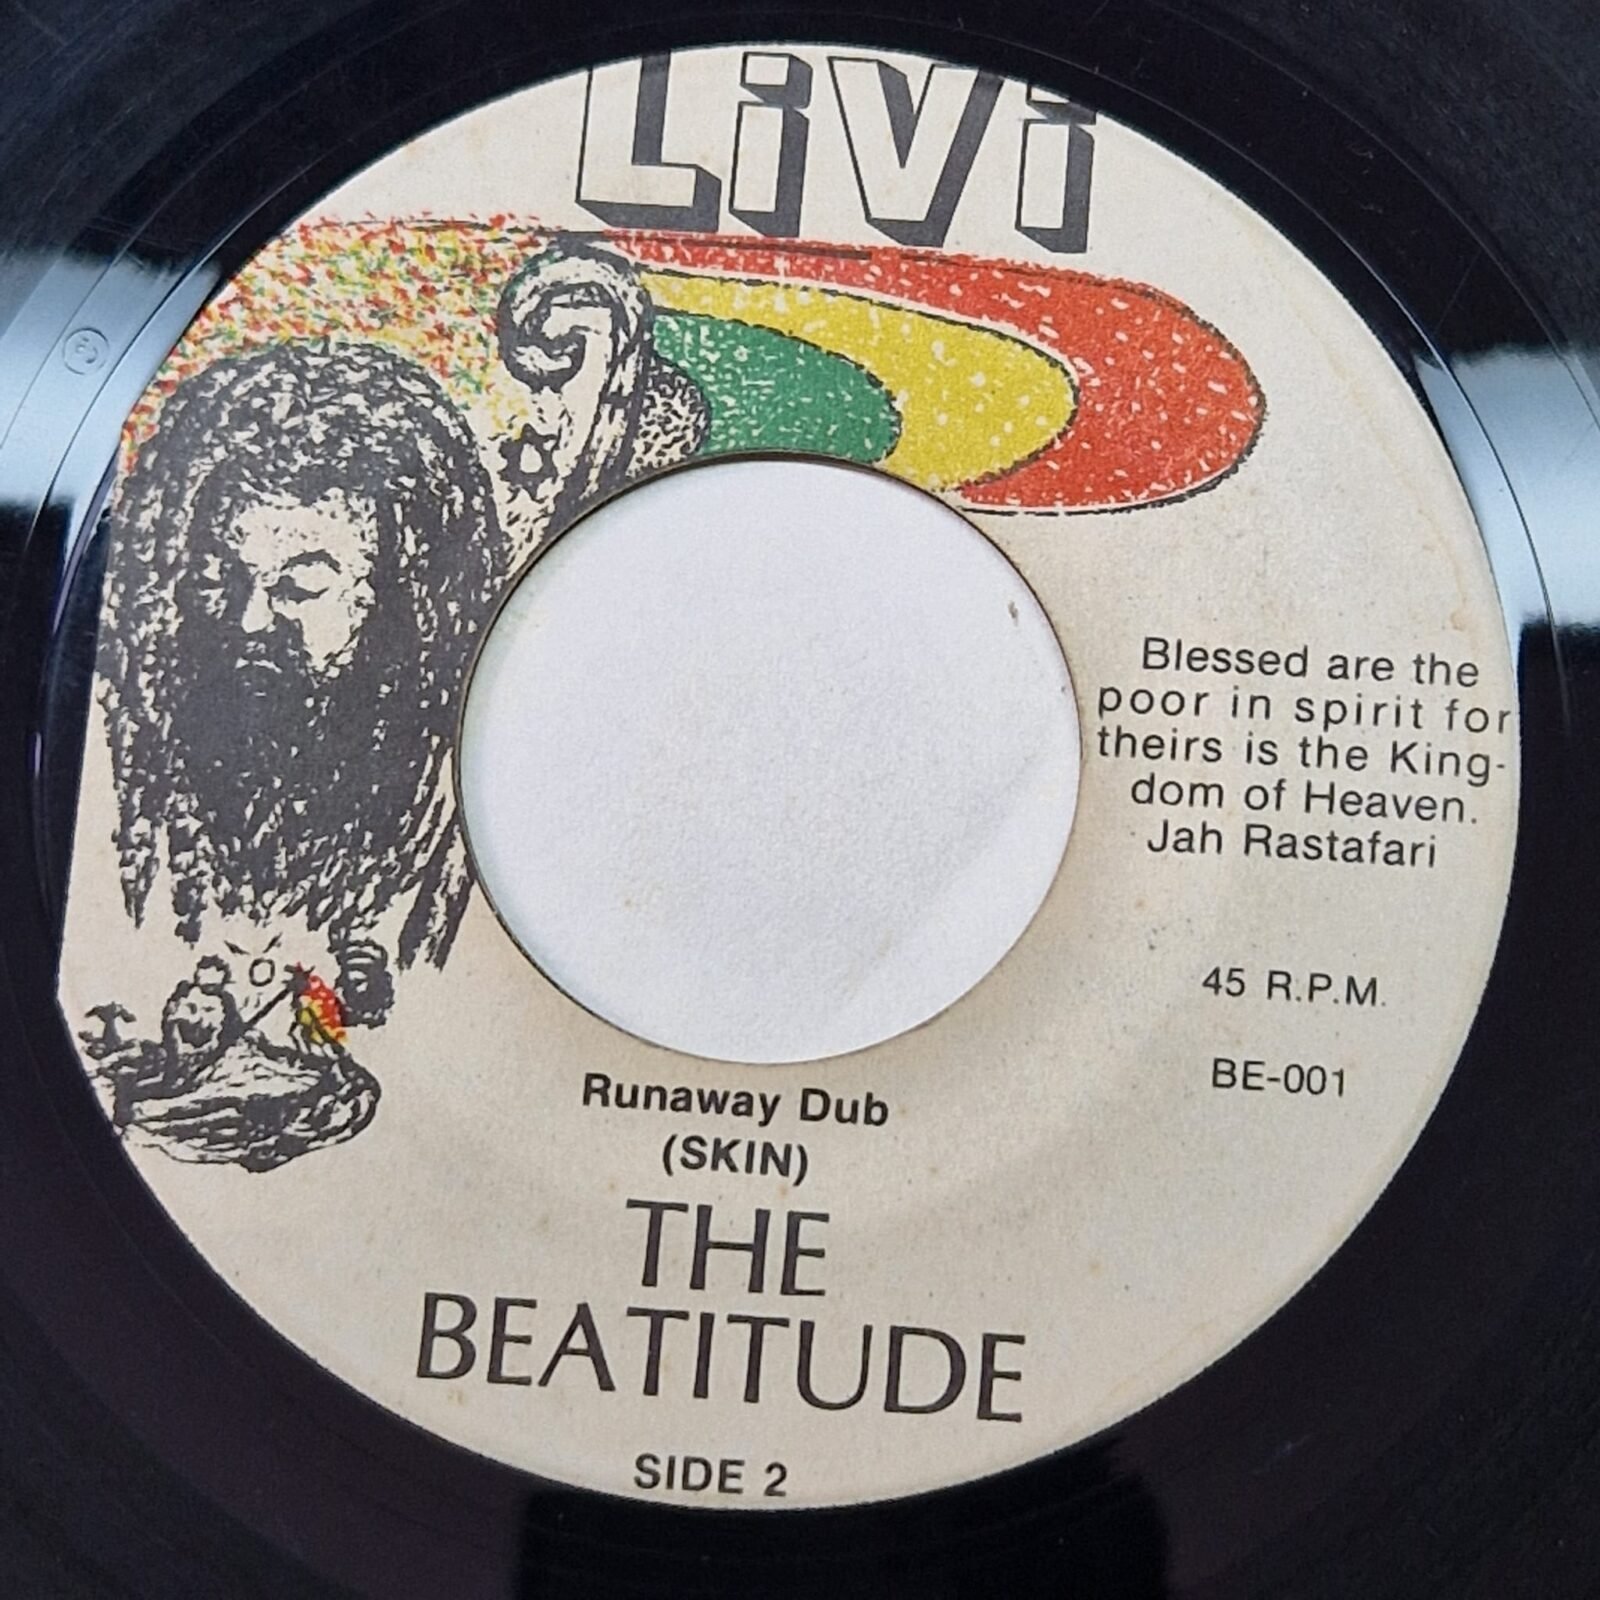 LiVi
Blessed are the
poor in spirit for
theirs is the King-
dom of Heaven.
Jah Rastafari
45 R.P.M.
BE-001
Runaway Dub
(SKIN)
THE
BEATITUDE
SIDE 2